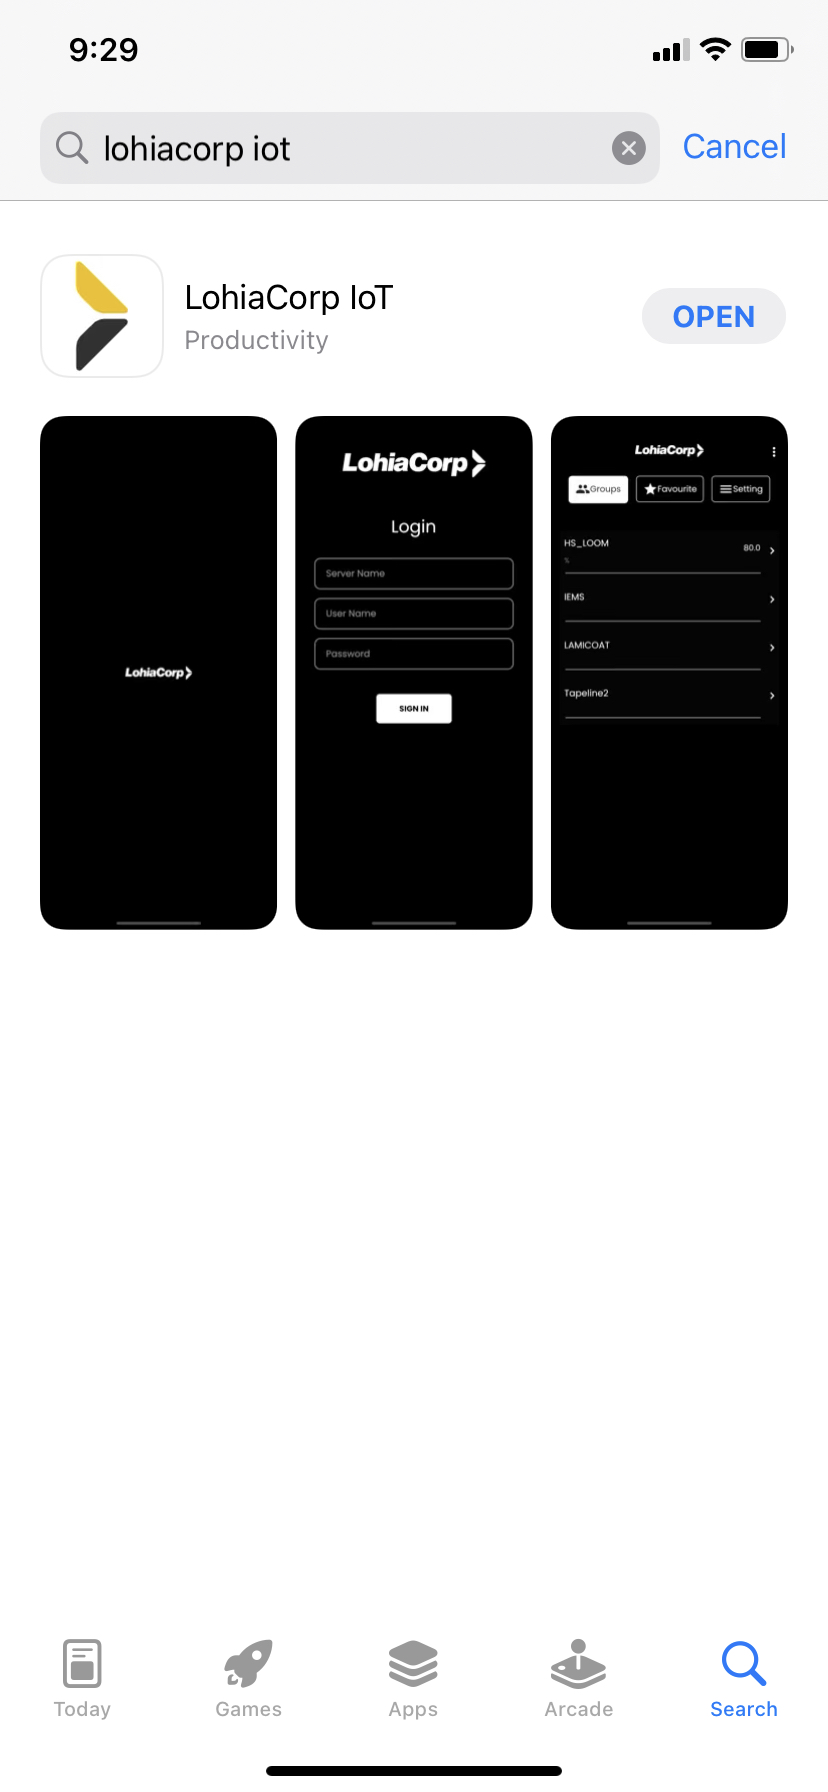 9:29
lohiacorp iot
Cancel
LohiaCorp IoT
Productivity
OPEN
LohiaCorp
LohiaCorp
Login
Server Name
User Name
Password
SIGN IN
LohiaCorp
Groups Favourite Setting
HS_LOOM 80.0
%
IEMS
LAMICOAT
Tapeline2
Today Games Apps Arcade Search